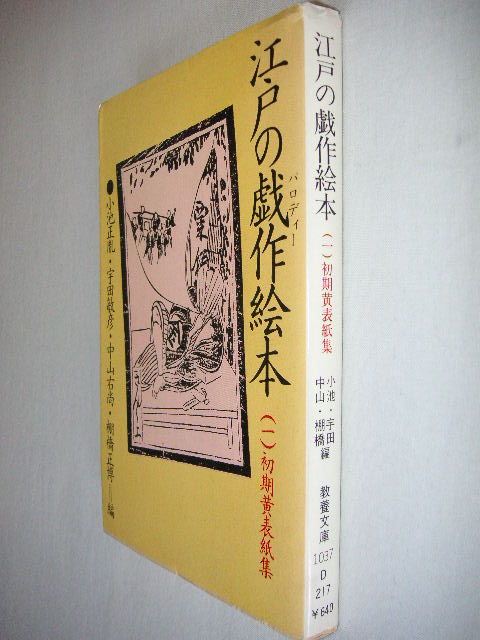 江戸の戯作絵本
パロディー
(一)初期黄表紙集
●小池正胤・宇田敏彦・中山右尚・棚橋正博──編
江戸の戯作絵本
(一)初期黄表紙集
小池・宇田
中山・棚橋
編
教養文庫
1037
D
217
¥640